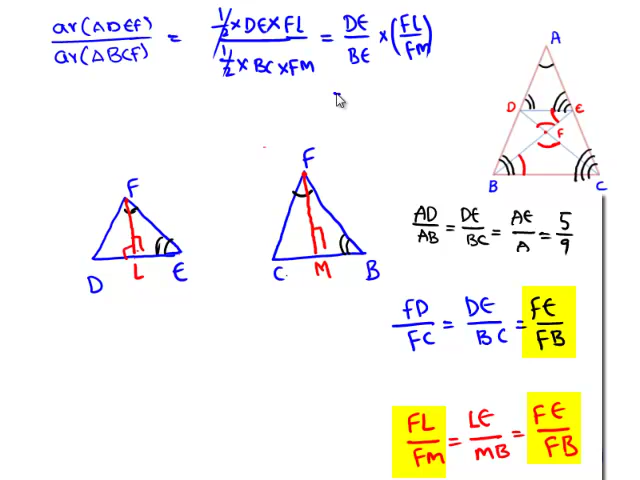 ar(ΔDEF) / ar(ΔBCF) = ½ × DE × FL / ½ × BC × FM = DE / BE × (FL / FM)
A
D E
F
B C
F
D L E
F
C M B
AD / AB = DE / BC = AE / A = 5 / 9
FD / FC = DE / BC = FE / FB
FL / FM = LE / MB = FE / FB